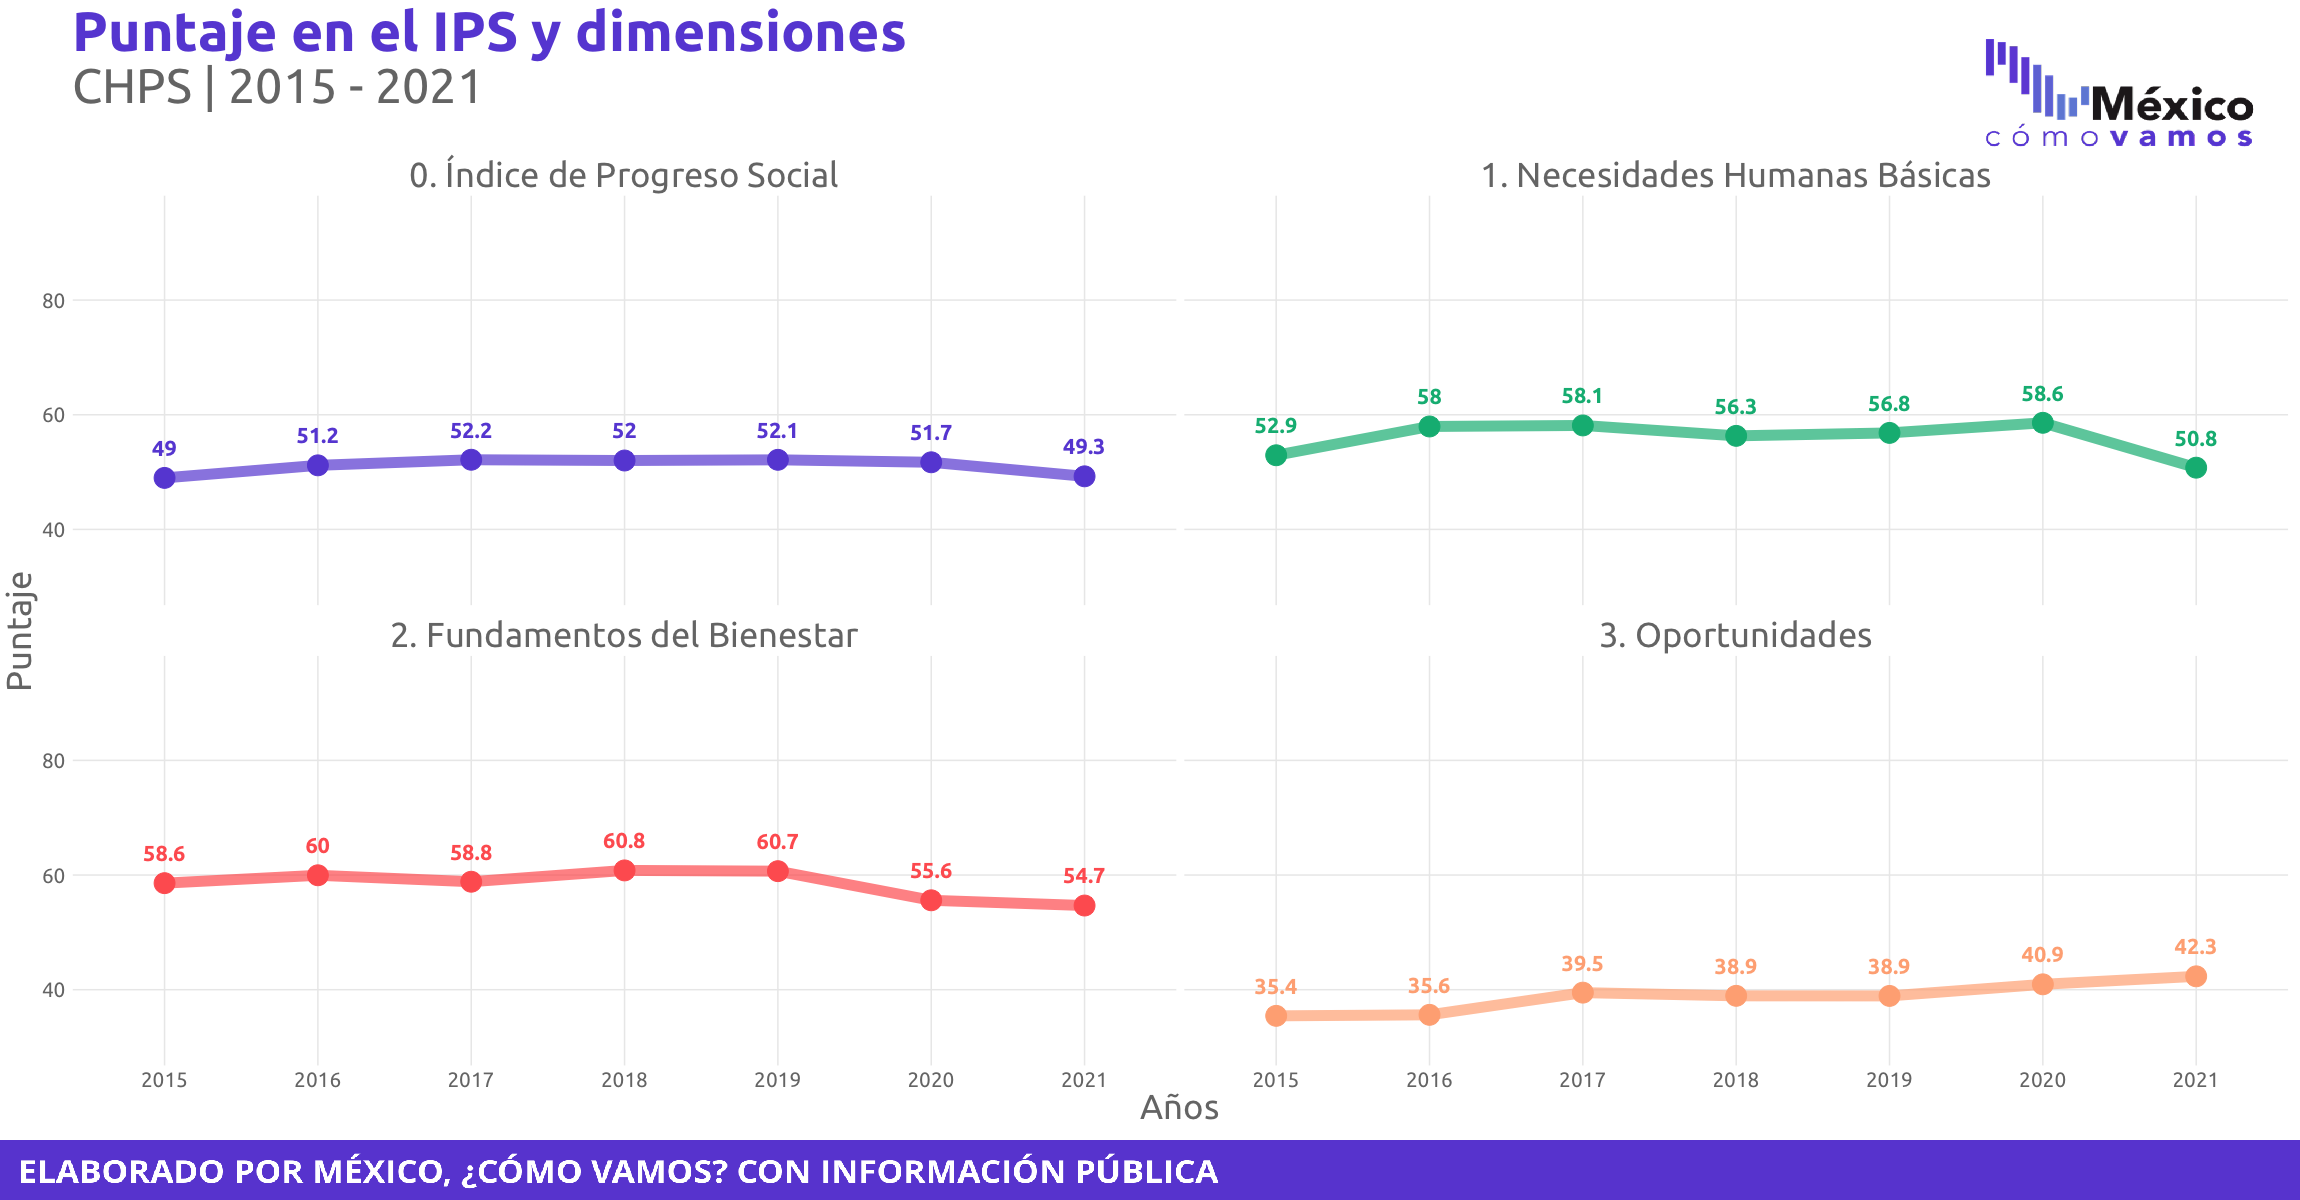 Puntaje en el IPS y dimensiones
CHPS | 2015 - 2021
México
cómovamos
0. Índice de Progreso Social
1. Necesidades Humanas Básicas
80
60
40
49
51.2
52.2
52
52.1
51.7
49.3
52.9
58
58.1
56.3
56.8
58.6
50.8
Puntaje
2. Fundamentos del Bienestar
3. Oportunidades
80
60
40
58.6
60
58.8
60.8
60.7
55.6
54.7
35.4
35.6
39.5
38.9
38.9
40.9
42.3
2015 2016 2017 2018 2019 2020 2021
2015 2016 2017 2018 2019 2020 2021
Años
ELABORADO POR MÉXICO, ¿CÓMO VAMOS? CON INFORMACIÓN PÚBLICA